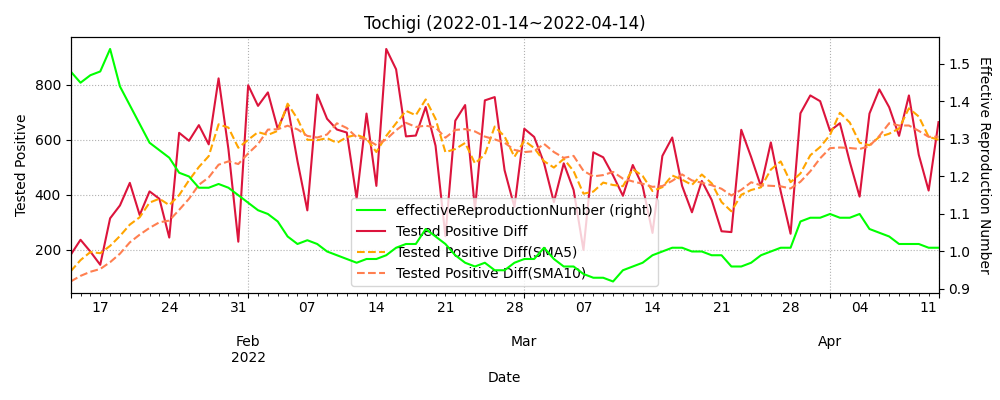 Tochigi (2022-01-14~2022-04-14)
Tested Positive
800
600
400
200
1.5
1.4
1.3
1.2
1.1
1.0
0.9
Effective Reproduction Number
effectiveReproductionNumber (right)
Tested Positive Diff
Tested Positive Diff(SMA5)
Tested Positive Diff(SMA10)
17 24 31 07 14 21 28 07 14 21 28 04 11
Feb Mar Apr
2022
Date